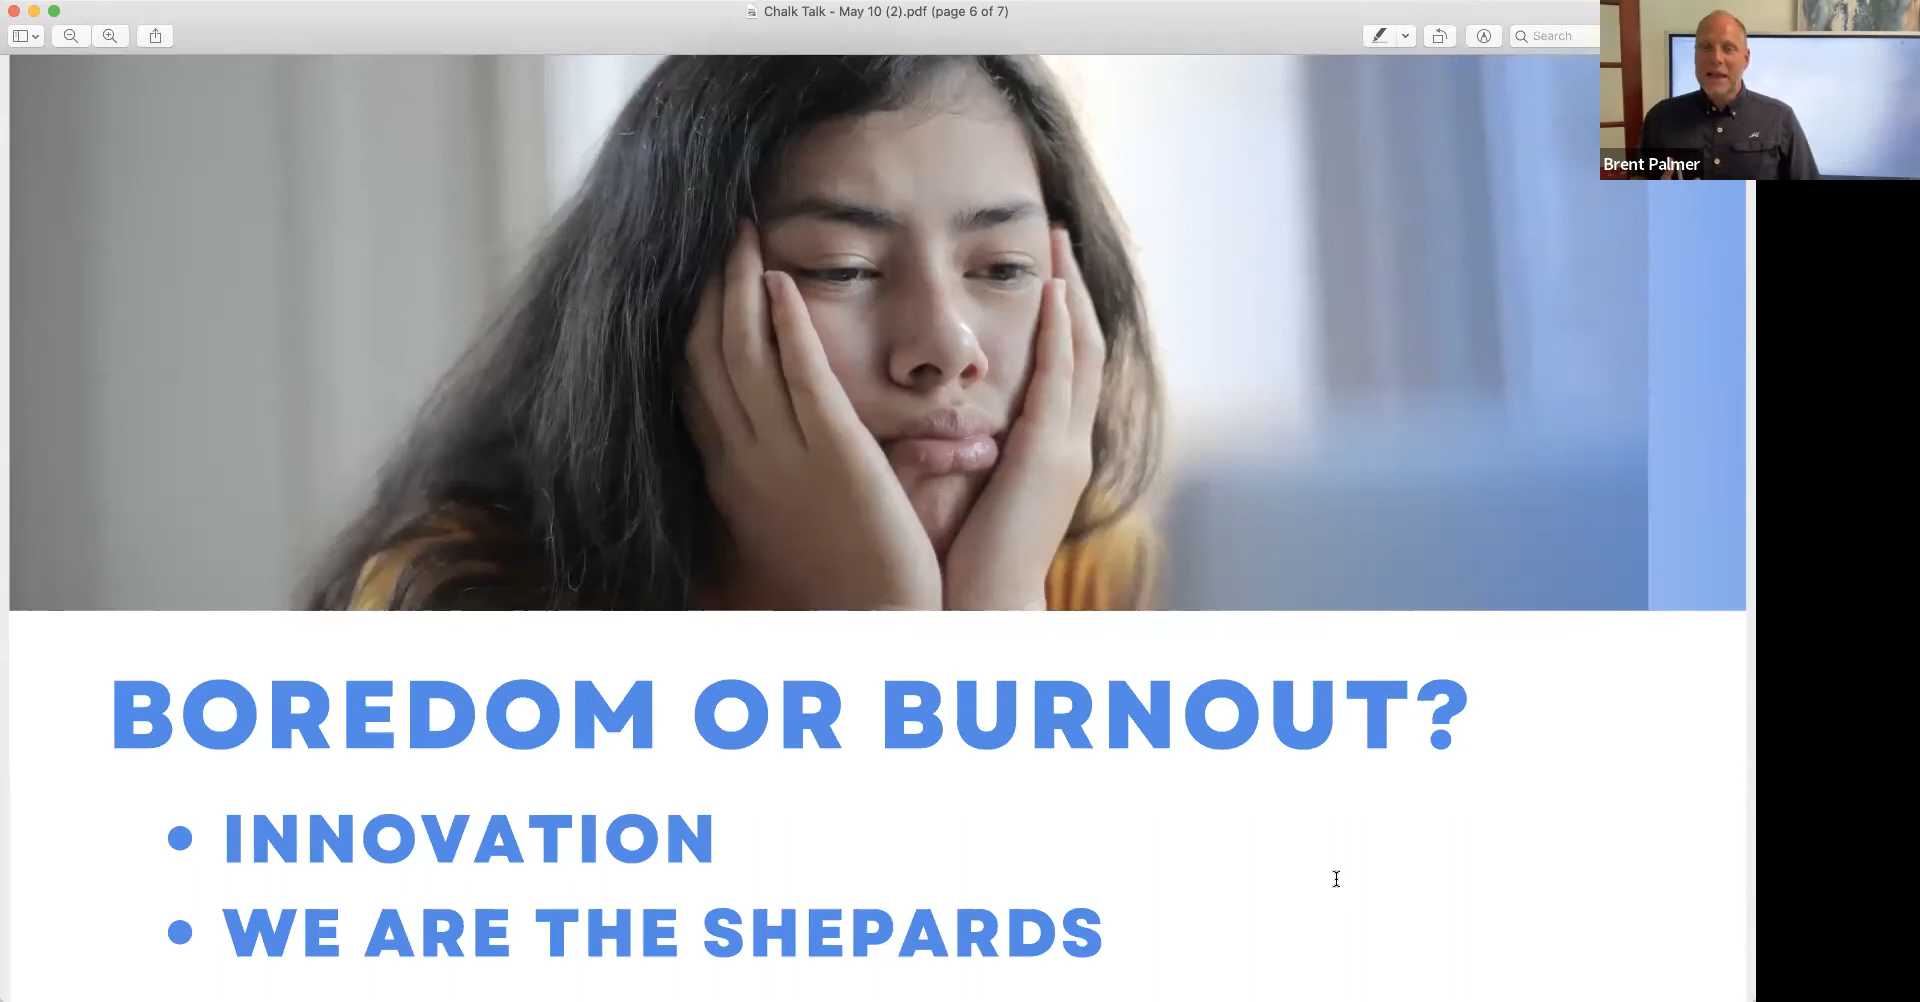 Chalk Talk - May 10 (2).pdf (page 6 of 7)
Search
Brent Palmer
BOREDOM OR BURNOUT?
• INNOVATION
• WE ARE THE SHEPARDS